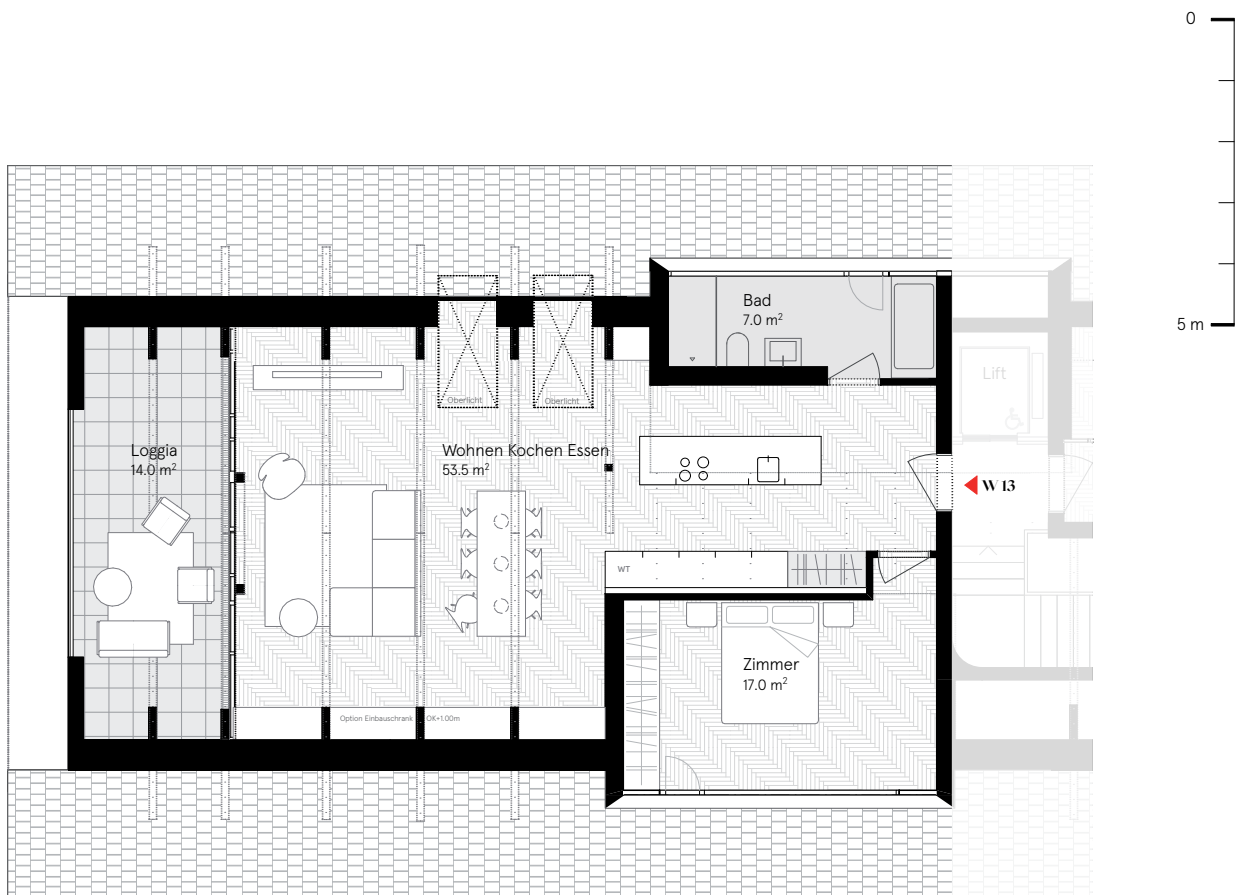 0
5 m
Bad
7.0 m²
Lift
Oberlicht
Oberlicht
Loggia
14.0 m²
Wohnen Kochen Essen
53.5 m²
W 13
WT
Zimmer
17.0 m²
Option Einbauschrank OK+1.00m